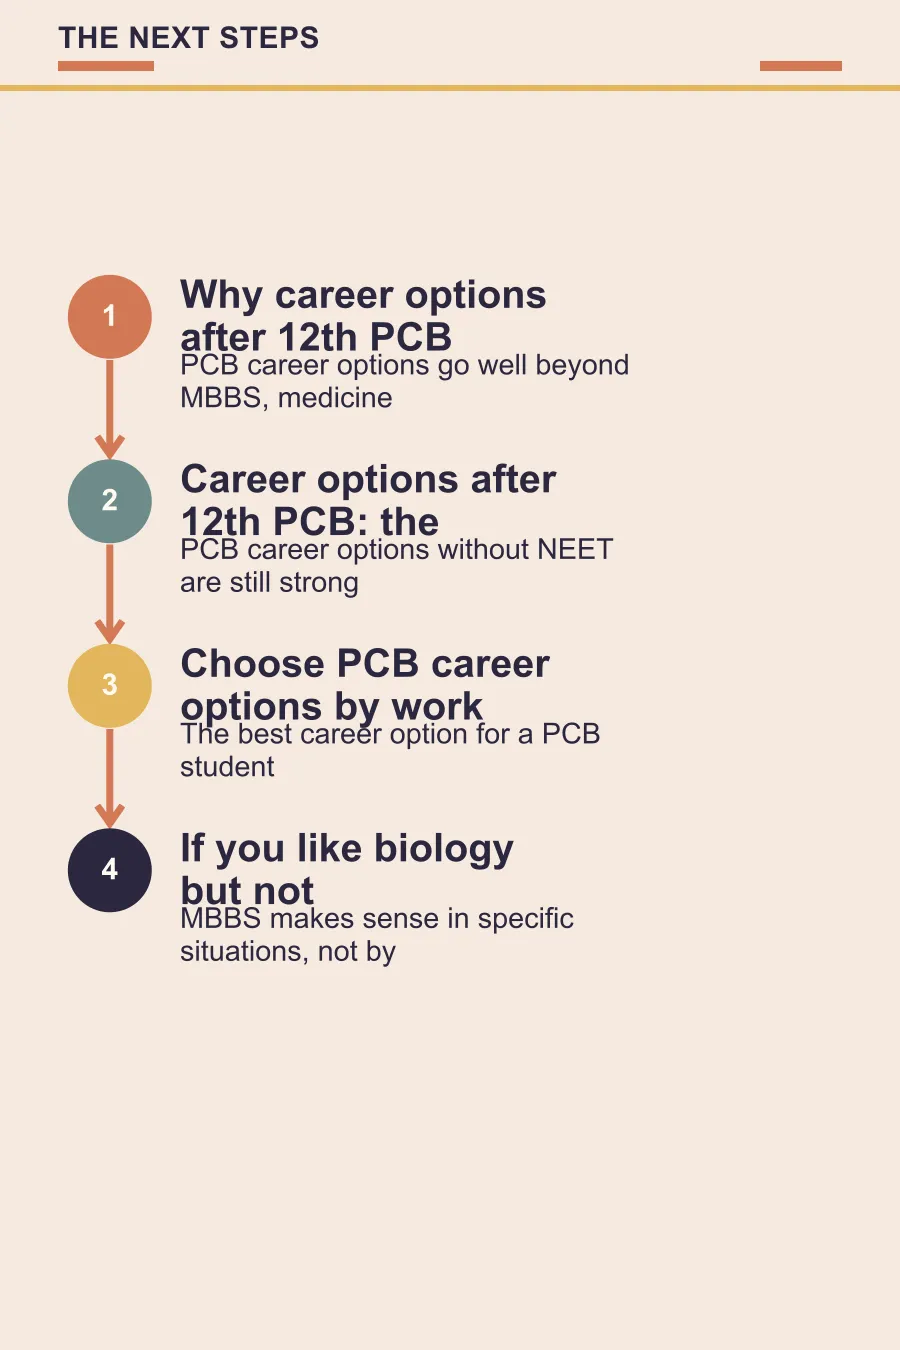 THE NEXT STEPS
1
Why career options
after 12th PCB
PCB career options go well beyond
MBBS, medicine
2
Career options after
12th PCB: the
PCB career options without NEET
are still strong
3
Choose PCB career
options by work
The best career option for a PCB
student
4
If you like biology
but not
MBBS makes sense in specific
situations, not by